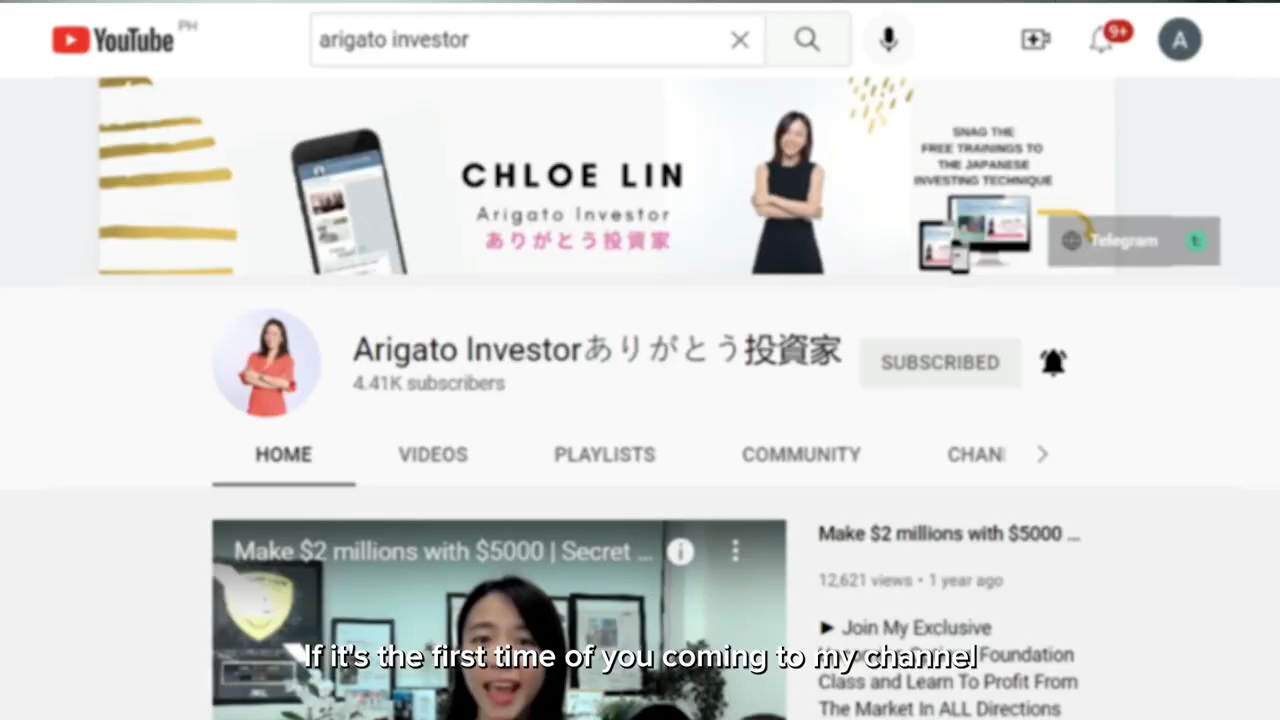 YouTube PH
arigato investor
9+
A
CHLOE LIN
Arigato Investor
ありがとう投資家
SNAG THE
FREE TRAININGS TO
THE JAPANESE
INVESTING TECHNIQUE
Telegram
Arigato Investorありがとう投資家
4.41K subscribers
SUBSCRIBED
HOME
VIDEOS
PLAYLISTS
COMMUNITY
CHAN
Make $2 millions with $5000 | Secret ...
Make $2 millions with $5000 ...
12,621 views • 1 year ago
► Join My Exclusive
Foundation
Class and Learn To Profit From
The Market In ALL Directions
If it's the first time of you coming to my channel